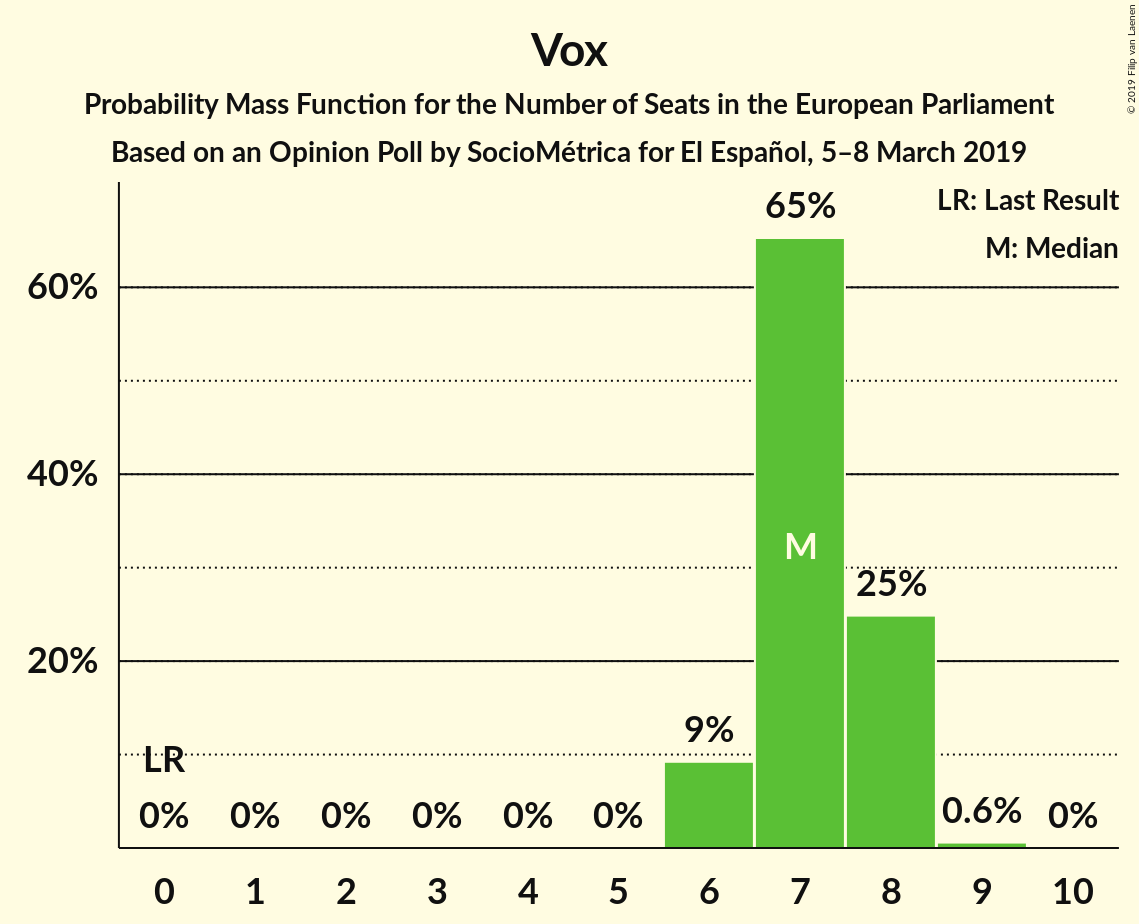 Vox
Probability Mass Function for the Number of Seats in the European Parliament
Based on an Opinion Poll by SocioMétrica for El Español, 5–8 March 2019
© 2019 Filip van Laenen
LR: Last Result
M: Median
65%
60%
40%
M
25%
20%
9%
LR
0% 0% 0% 0% 0% 0% 0.6% 0%
0 1 2 3 4 5 6 7 8 9 10